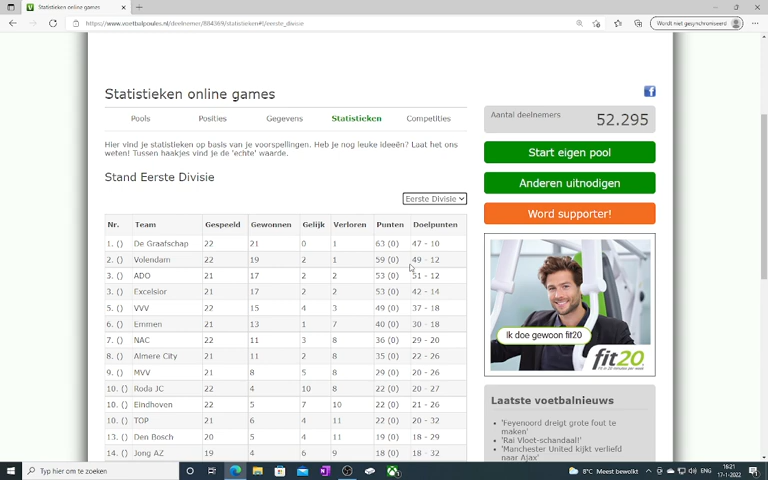 Statistieken online games
https://www.voetbalpoules.nl/deelnemer/884369/statistieken#t/eerste_divisie
Wordt niet gesynchroniseerd
Statistieken online games
Pools Posities Gegevens Statistieken Competities
Hier vind je statistieken op basis van je voorspellingen. Heb je nog leuke ideeën? Laat het ons
weten! Tussen haakjes vind je de 'echte' waarde.
Stand Eerste Divisie
Eerste Divisie
Nr. Team Gespeeld Gewonnen Gelijk Verloren Punten Doelpunten
1. () De Graafschap 22 21 0 1 63 (0) 47 - 10
2. () Volendam 22 19 2 1 59 (0) 49 - 12
3. () ADO 21 17 2 2 53 (0) 51 - 12
3. () Excelsior 21 17 2 2 53 (0) 42 - 14
5. () VVV 22 15 4 3 49 (0) 37 - 18
6. () Emmen 21 13 1 7 40 (0) 30 - 18
7. () NAC 22 11 3 8 36 (0) 29 - 20
8. () Almere City 21 11 2 8 35 (0) 22 - 26
9. () MVV 21 8 5 8 29 (0) 20 - 26
10. () Roda JC 22 4 10 8 22 (0) 20 - 27
10. () Eindhoven 22 5 7 10 22 (0) 21 - 26
10. () TOP 21 6 4 11 22 (0) 20 - 32
13. () Den Bosch 20 5 4 11 19 (0) 18 - 29
14. () Jong AZ 19 4 6 9 18 (0) 18 - 32
f
Aantal deelnemers 52.295
Start eigen pool
Anderen uitnodigen
Word supporter!
Ik doe gewoon fit20
fit20
FIT IN 20 MINUTES PER WEEK
Laatste voetbalnieuws
'Feyenoord dreigt grote fout te
maken'
'Rai Vloet-schandaal!'
'Manchester United kijkt verliefd
naar Ajax'
Typ hier om te zoeken
8°C Meest bewolkt
ENG
16:21
17-1-2022